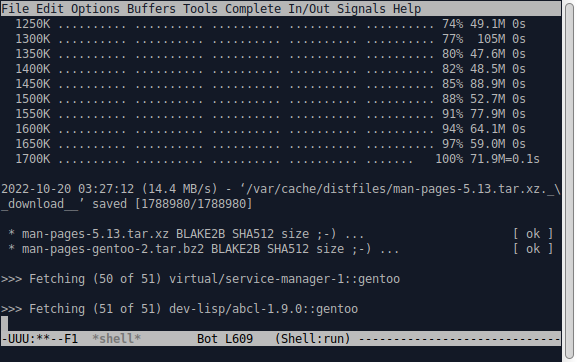 File Edit Options Buffers Tools Complete In/Out Signals Help
1250K .......... .......... .......... .......... .......... 74% 49.1M 0s
1300K .......... .......... .......... .......... .......... 77%  105M 0s
1350K .......... .......... .......... .......... .......... 80% 47.6M 0s
1400K .......... .......... .......... .......... .......... 82% 48.5M 0s
1450K .......... .......... .......... .......... .......... 85% 88.9M 0s
1500K .......... .......... .......... .......... .......... 88% 52.7M 0s
1550K .......... .......... .......... .......... .......... 91% 77.9M 0s
1600K .......... .......... .......... .......... .......... 94% 64.1M 0s
1650K .......... .......... .......... .......... .......... 97% 59.0M 0s
1700K .......... .......... .......... .......... .......   100% 71.9M=0.1s
2022-10-20 03:27:12 (14.4 MB/s) - ‘/var/cache/distfiles/man-pages-5.13.tar.xz._\
_download__’ saved [1788980/1788980]
* man-pages-5.13.tar.xz BLAKE2B SHA512 size ;-) ... [ ok ]
* man-pages-gentoo-2.tar.bz2 BLAKE2B SHA512 size ;-) ... [ ok ]
>>> Fetching (50 of 51) virtual/service-manager-1::gentoo
>>> Fetching (51 of 51) dev-lisp/abcl-1.9.0::gentoo
-UUU:**--F1  *shell*        Bot L609   (Shell:run) -----------------------------